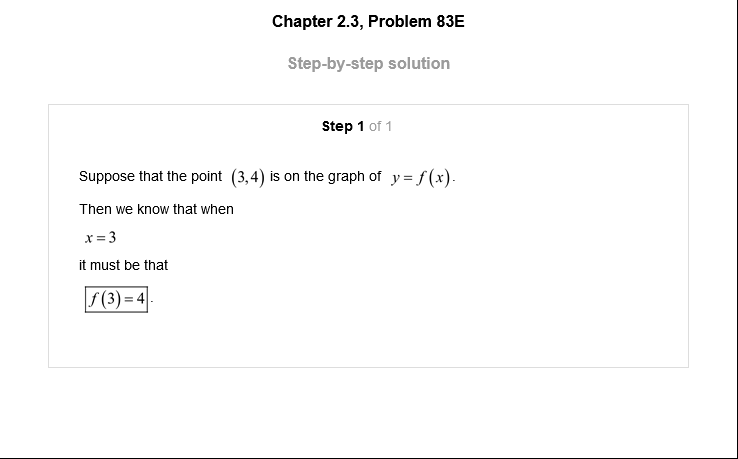 Chapter 2.3, Problem 83E
Step-by-step solution
Step 1 of 1
Suppose that the point (3,4) is on the graph of y = f(x).
Then we know that when
x = 3
it must be that
f(3) = 4.